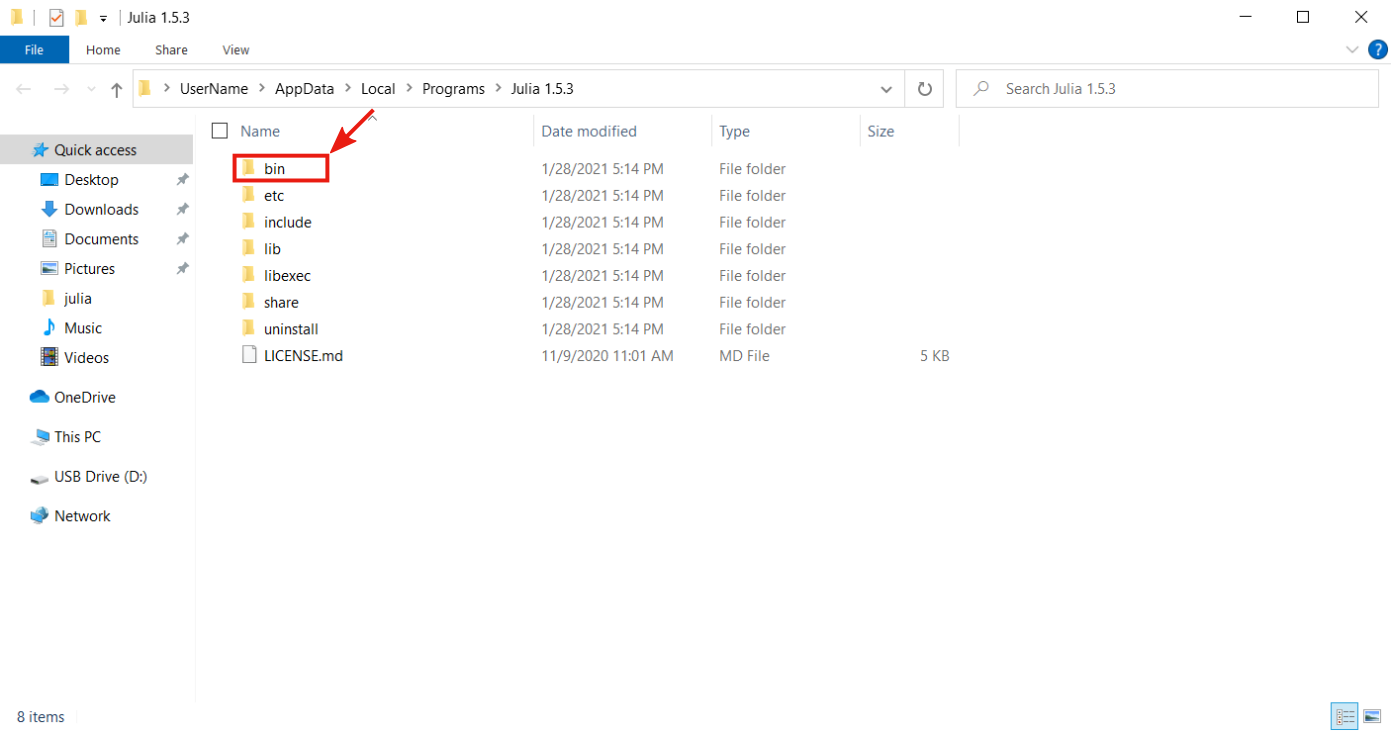 Julia 1.5.3
File Home Share View
?
UserName > AppData > Local > Programs > Julia 1.5.3
Search Julia 1.5.3
Name Date modified Type Size
Quick access
Desktop
Downloads
Documents
Pictures
julia
Music
Videos
OneDrive
This PC
USB Drive (D:)
Network
bin 1/28/2021 5:14 PM File folder
etc 1/28/2021 5:14 PM File folder
include 1/28/2021 5:14 PM File folder
lib 1/28/2021 5:14 PM File folder
libexec 1/28/2021 5:14 PM File folder
share 1/28/2021 5:14 PM File folder
uninstall 1/28/2021 5:14 PM File folder
LICENSE.md 11/9/2020 11:01 AM MD File 5 KB
8 items